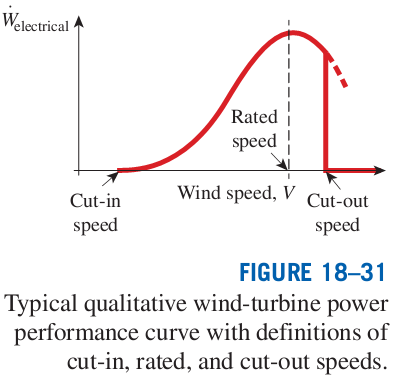 Ẇelectrical
Rated
speed
Cut-in
speed
Wind speed, V
Cut-out
speed
FIGURE 18–31
Typical qualitative wind-turbine power
performance curve with definitions of
cut-in, rated, and cut-out speeds.